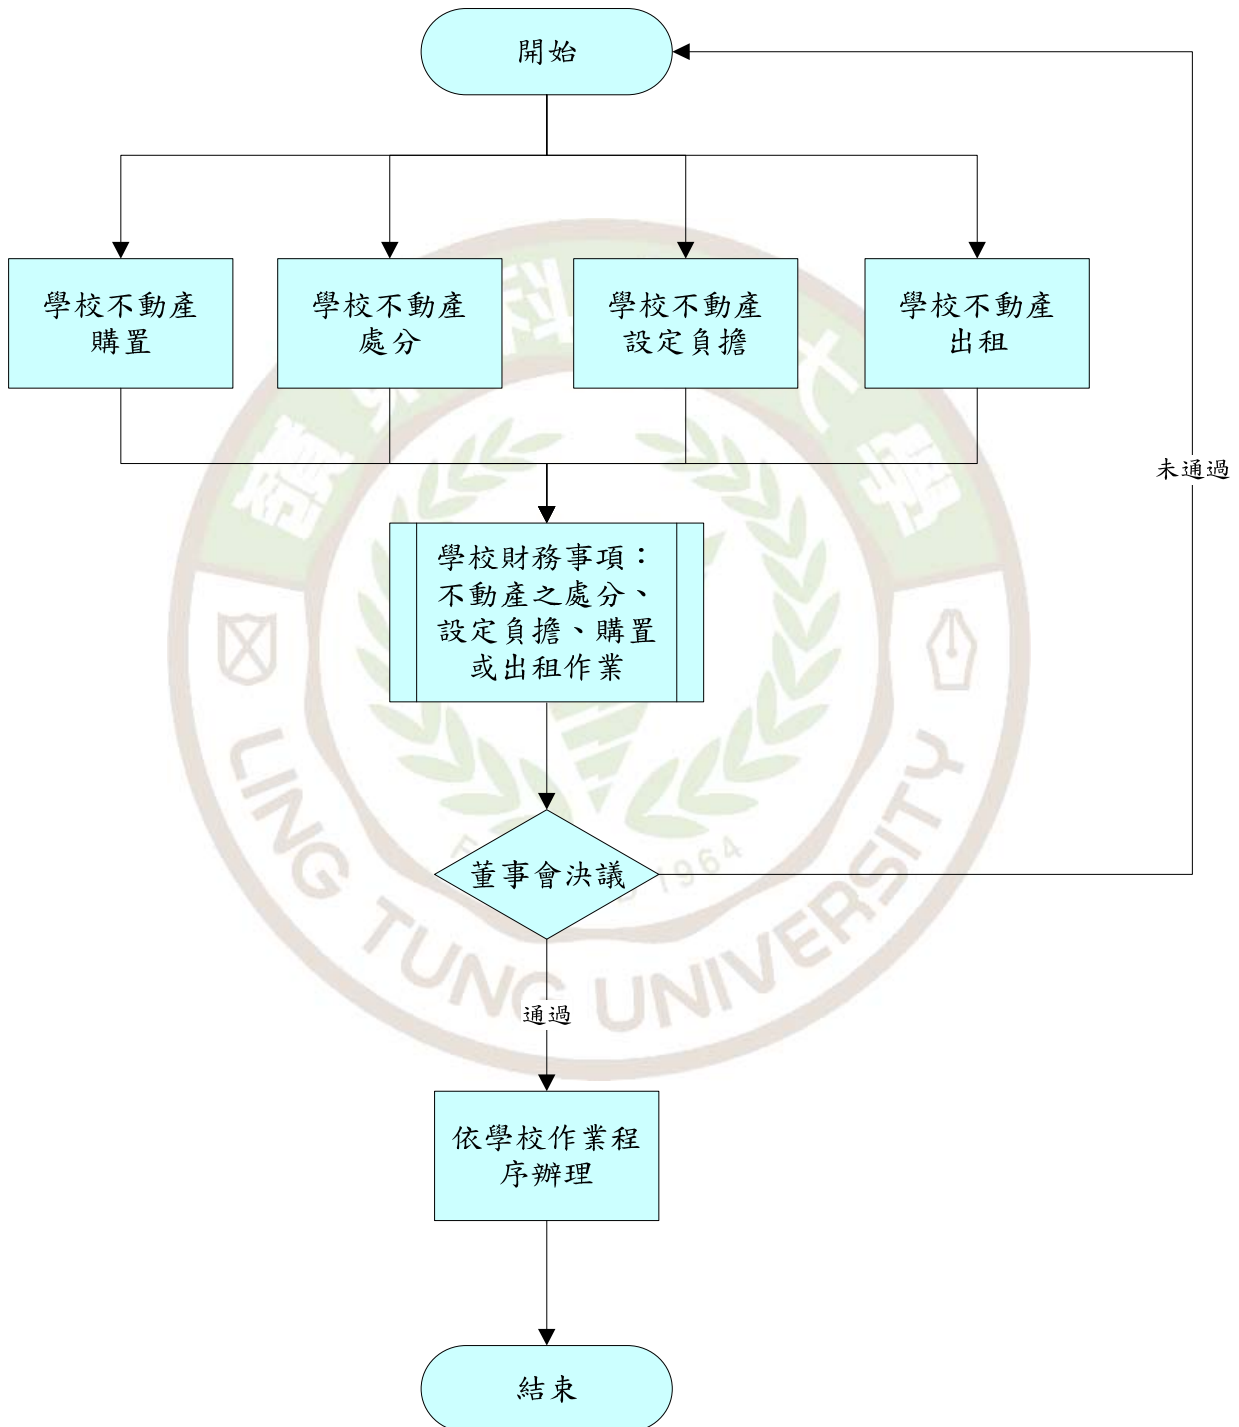 開始
學校不動產
購置
學校不動產
處分
學校不動產
設定負擔
學校不動產
出租
未通過
學校財務事項：
不動產之處分、
設定負擔、購置
或出租作業
董事會決議
通過
依學校作業程
序辦理
結束
LING TUNG UNIVERSITY
1964